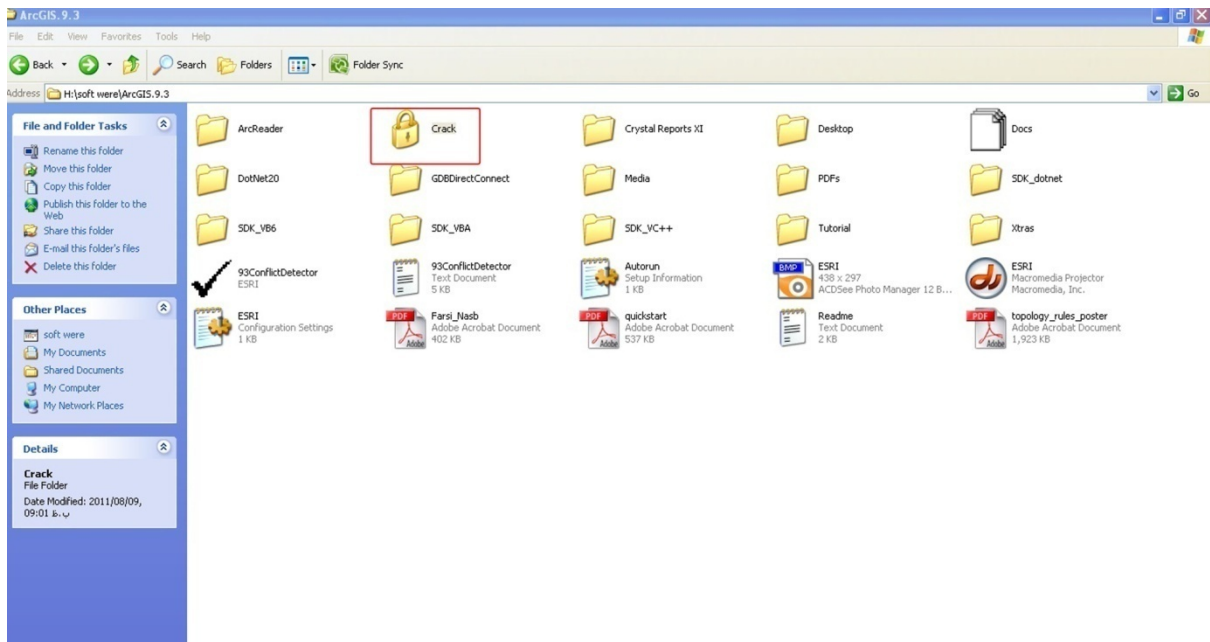 ArcGIS.9.3
File Edit View Favorites Tools Help
Back Search Folders Folder Sync
Address H:\soft were\ArcGIS.9.3 Go
File and Folder Tasks
Rename this folder
Move this folder
Copy this folder
Publish this folder to the
Web
Share this folder
E-mail this folder's files
Delete this folder
Other Places
soft were
My Documents
Shared Documents
My Computer
My Network Places
Details
Crack
File Folder
Date Modified: 2011/08/09,
09:01 ب.ظ
ArcReader
Crack
Crystal Reports XI
Desktop
Docs
DotNet20
GDBDirectConnect
Media
PDFs
SDK_dotnet
SDK_VB6
SDK_VBA
SDK_VC++
Tutorial
Xtras
93ConflictDetector
ESRI
93ConflictDetector
Text Document
5 KB
Autorun
Setup Information
1 KB
BMP
ESRI
438 x 297
ACDSee Photo Manager 12 B...
ESRI
Macromedia Projector
Macromedia, Inc.
ESRI
Configuration Settings
1 KB
PDF
Adobe
Farsi_Nasb
Adobe Acrobat Document
402 KB
PDF
Adobe
quickstart
Adobe Acrobat Document
537 KB
Readme
Text Document
2 KB
PDF
Adobe
topology_rules_poster
Adobe Acrobat Document
1,923 KB